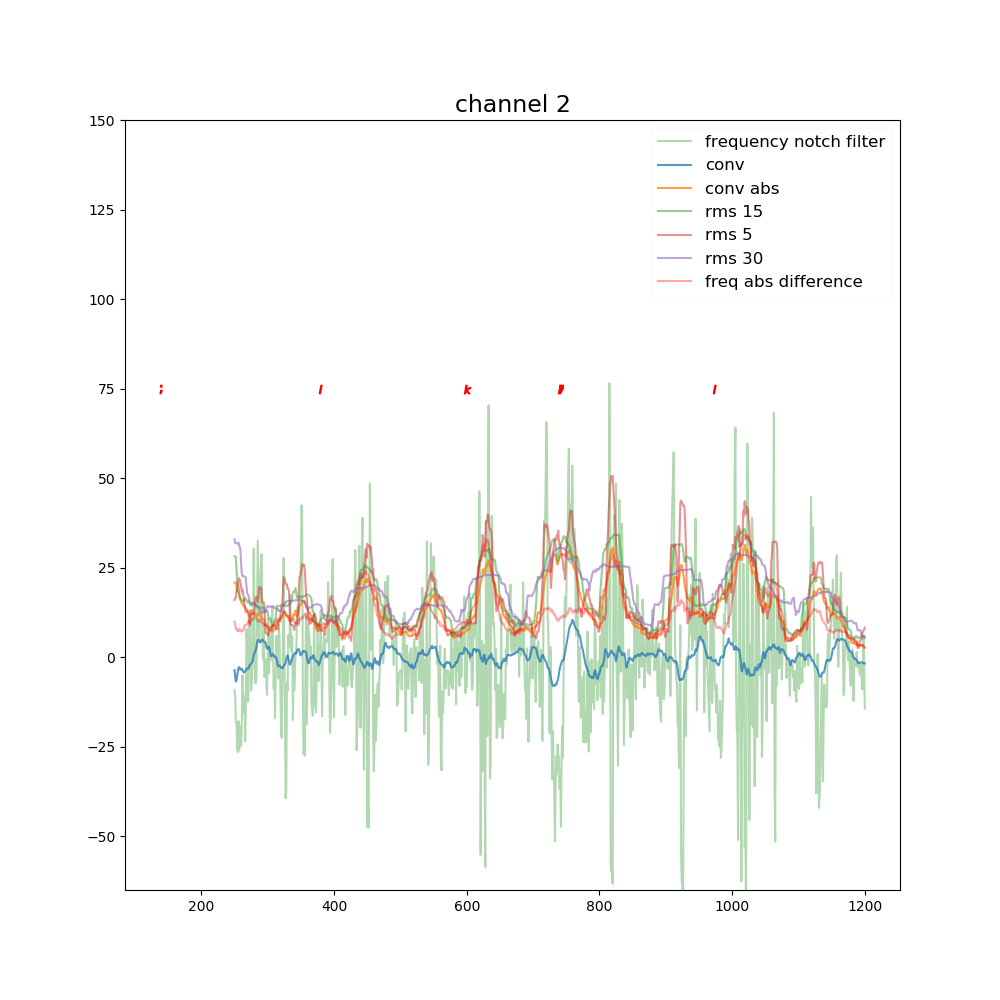 channel 2
150
125
100
75
50
25
0
−25
−50
frequency notch filter
conv
conv abs
rms 15
rms 5
rms 30
freq abs difference
; l k l
200 400 600 800 1000 1200